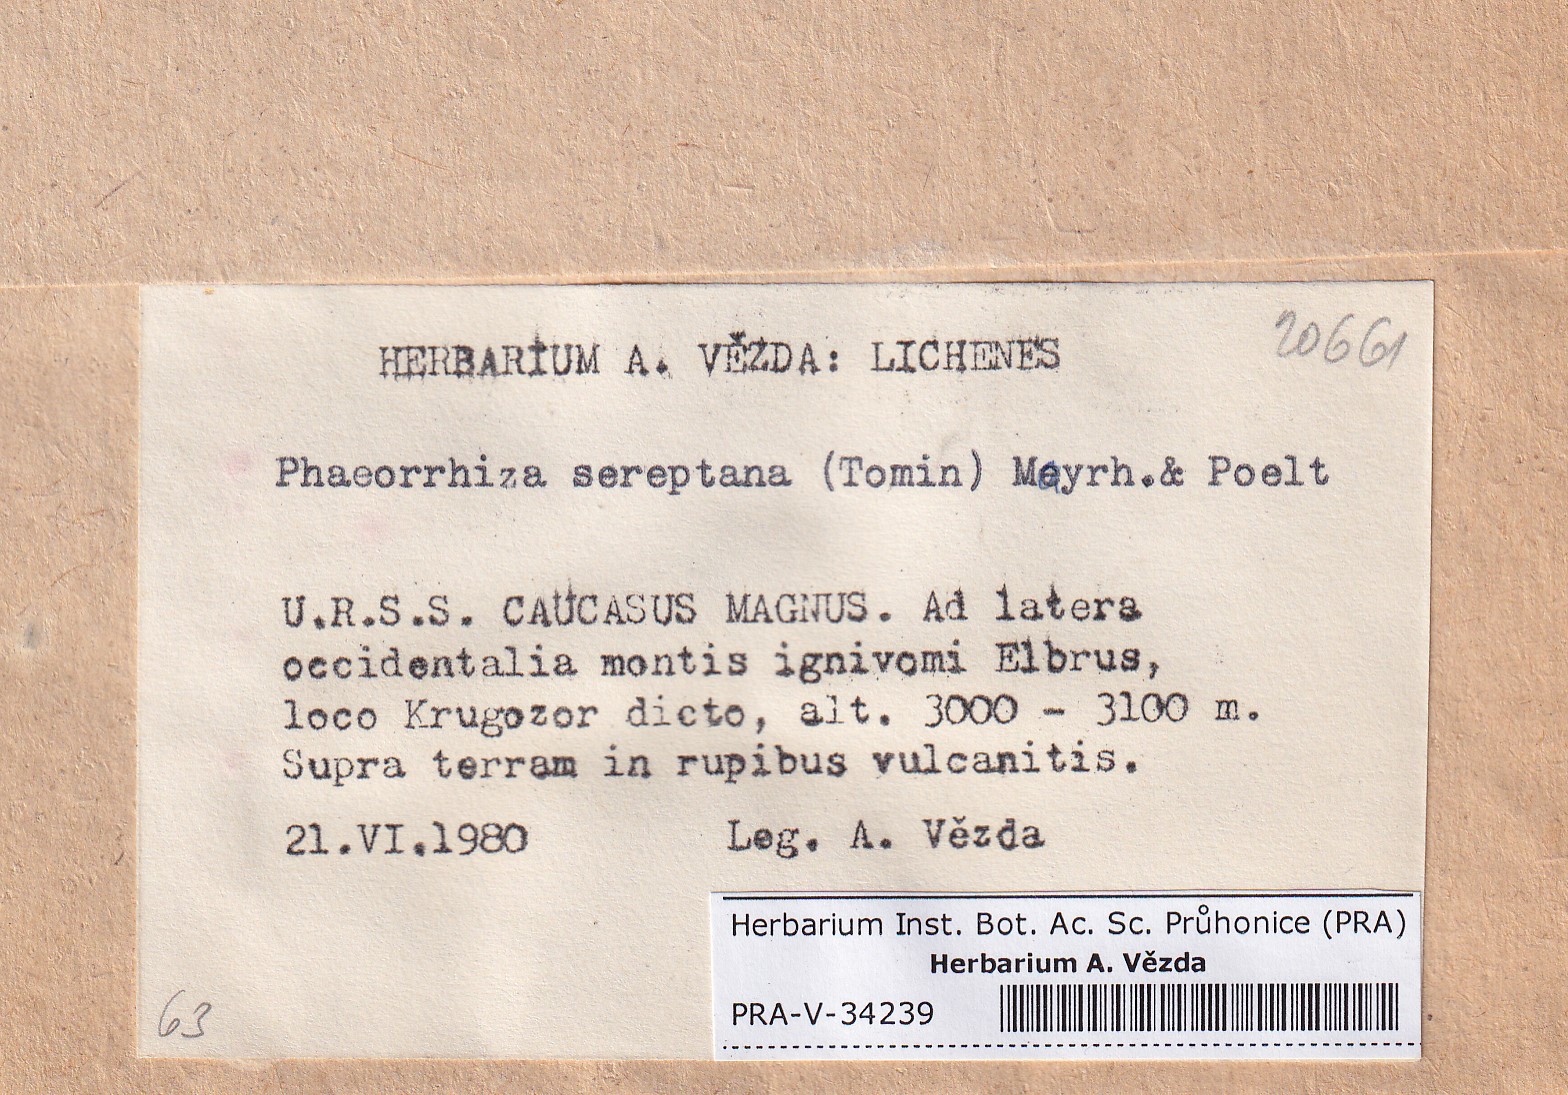 HERBARIUM A. VĚZDA: LICHENES
20661
Phaeorrhiza sereptana (Tomin) Mayrh.& Poelt
U.R.S.S. CAUCASUS MAGNUS. Ad latera
occidentalia montis ignivomi Elbrus,
loco Krugozor dicto, alt. 3000 - 3100 m.
Supra terram in rupibus vulcanitis.
21.VI.1980 Leg. A. Vězda
Herbarium Inst. Bot. Ac. Sc. Průhonice (PRA)
Herbarium A. Vězda
PRA-V-34239
63